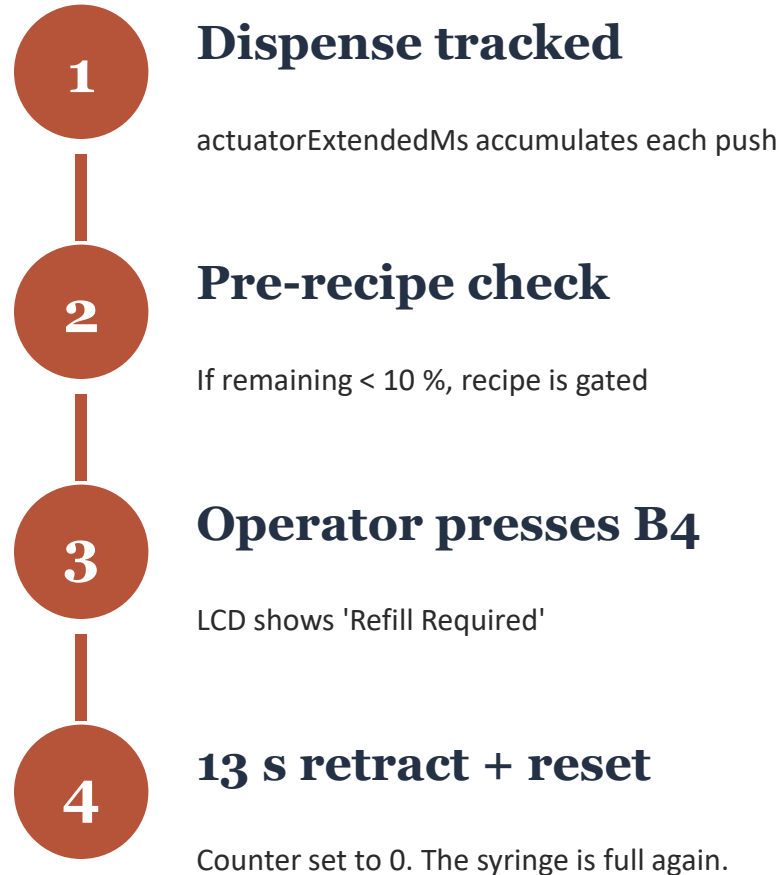 1
Dispense tracked
actuatorExtendedMs accumulates each push
2
Pre-recipe check
If remaining < 10 %, recipe is gated
3
Operator presses B4
LCD shows 'Refill Required'
4
13 s retract + reset
Counter set to 0. The syringe is full again.